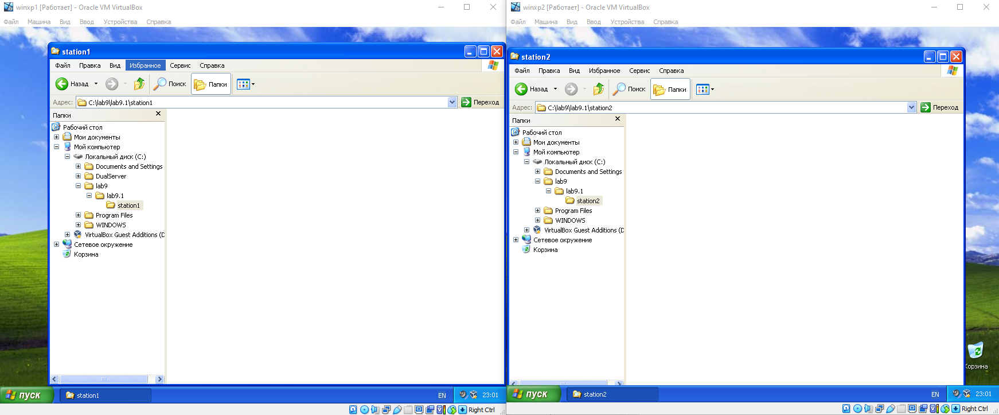 winxp1 [Работает] - Oracle VM VirtualBox
Файл Машина Вид Ввод Устройства Справка
station1
Файл Правка Вид Избранное Сервис Справка
Назад Поиск Папки
Адрес: C:\lab9\lab9.1\station1 Переход
Папки
Рабочий стол
Мои документы
Мой компьютер
Локальный диск (C:)
Documents and Settings
DualServer
lab9
lab9.1
station1
Program Files
WINDOWS
VirtualBox Guest Additions (D
Сетевое окружение
Корзина
пуск station1 EN 23:01
Right Ctrl
winxp2 [Работает] - Oracle VM VirtualBox
Файл Машина Вид Ввод Устройства Справка
station2
Файл Правка Вид Избранное Сервис Справка
Назад Поиск Папки
Адрес: C:\lab9\lab9.1\station2 Переход
Папки
Рабочий стол
Мои документы
Мой компьютер
Локальный диск (C:)
Documents and Settings
lab9
lab9.1
station2
Program Files
WINDOWS
VirtualBox Guest Additions (D
Сетевое окружение
Корзина
Корзина
пуск station2 EN 23:01
Right Ctrl